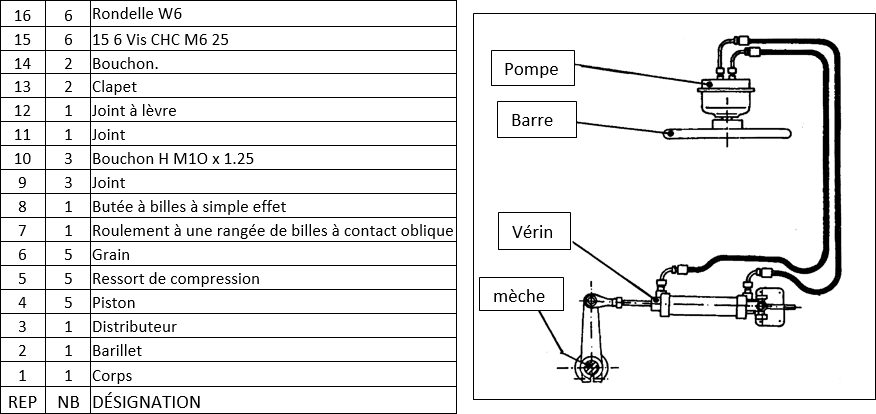 16 6 Rondelle W6
15 6 15 6 Vis CHC M6 25
14 2 Bouchon.
13 2 Clapet
12 1 Joint à lèvre
11 1 Joint
10 3 Bouchon H M1O x 1.25
9 3 Joint
8 1 Butée à billes à simple effet
7 1 Roulement à une rangée de billes à contact oblique
6 5 Grain
5 5 Ressort de compression
4 5 Piston
3 1 Distributeur
2 1 Barillet
1 1 Corps
REP NB DÉSIGNATION
Pompe
Barre
Vérin
mèche